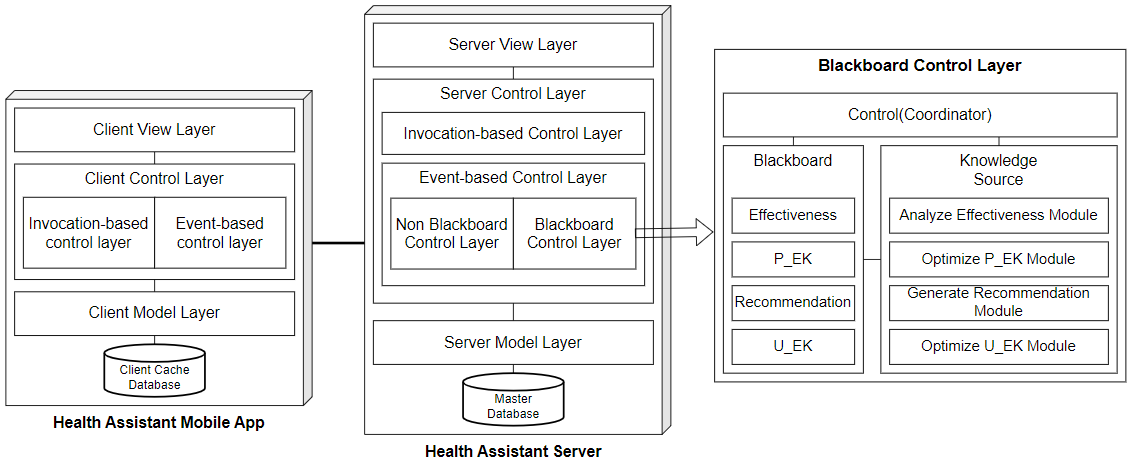 Client View Layer
Client Control Layer
Invocation-based
control layer
Event-based
control layer
Client Model Layer
Client Cache
Database
Health Assistant Mobile App
Server View Layer
Server Control Layer
Invocation-based Control Layer
Event-based Control Layer
Non Blackboard
Control Layer
Blackboard
Control Layer
Server Model Layer
Master
Database
Health Assistant Server
Blackboard Control Layer
Control(Coordinator)
Blackboard
Effectiveness
P_EK
Recommendation
U_EK
Knowledge
Source
Analyze Effectiveness Module
Optimize P_EK Module
Generate Recommendation
Module
Optimize U_EK Module